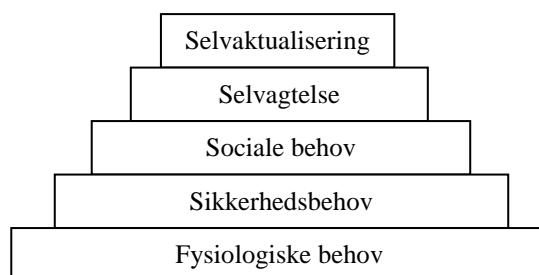 Selvaktualisering
Selvagtelse
Sociale behov
Sikkerhedsbehov
Fysiologiske behov